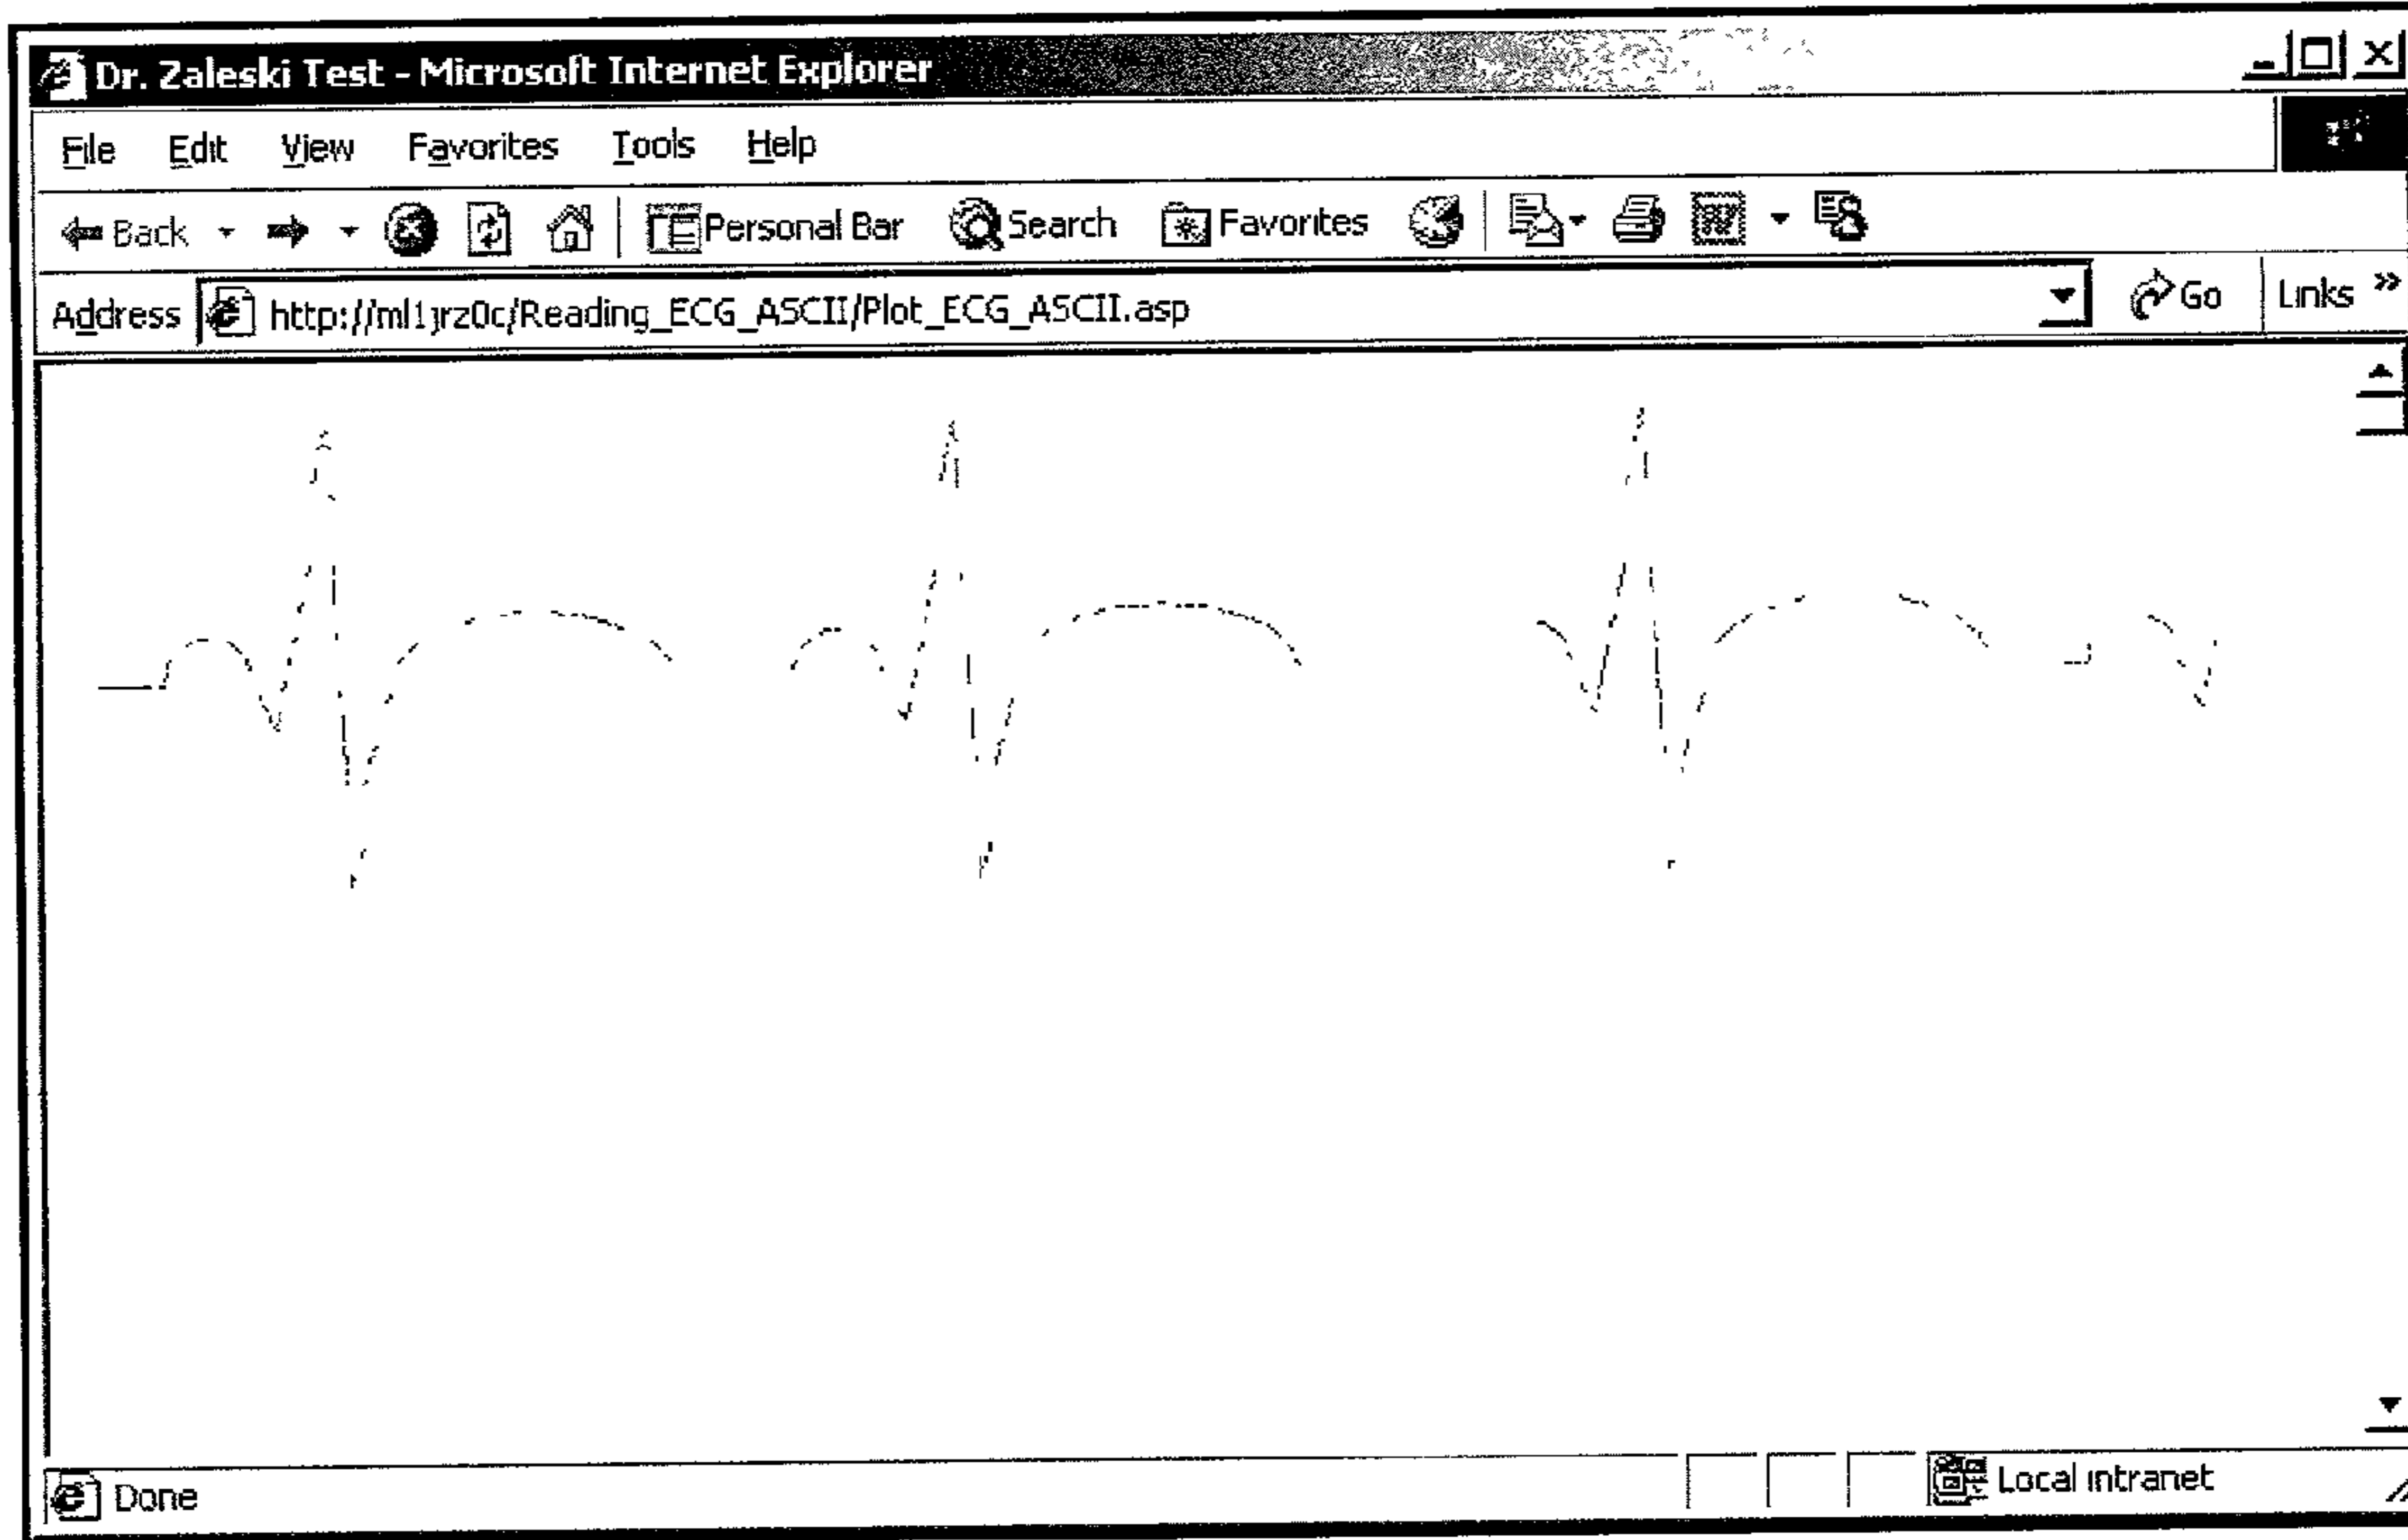 Dr. Zaleski Test - Microsoft Internet Explorer
File Edit View Favorites Tools Help
Back Personal Bar Search Favorites
Address http://ml1jrz0c/Reading_ECG_ASCII/Plot_ECG_ASCII.asp Go Links »
Done Local intranet